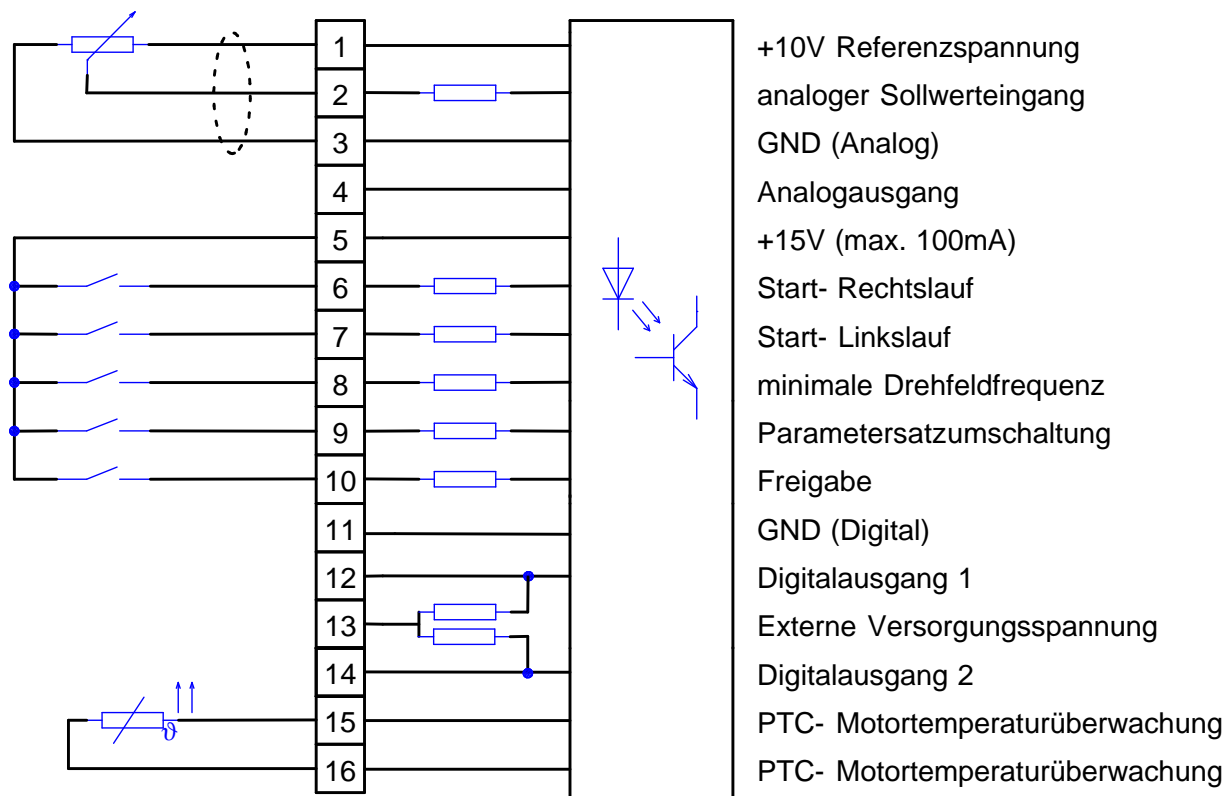 1 +10V Referenzspannung
2 analoger Sollwerteingang
3 GND (Analog)
4 Analogausgang
5 +15V (max. 100mA)
6 Start- Rechtslauf
7 Start- Linkslauf
8 minimale Drehfeldfrequenz
9 Parametersatzumschaltung
10 Freigabe
11 GND (Digital)
12 Digitalausgang 1
13 Externe Versorgungsspannung
14 Digitalausgang 2
ϑ 15 PTC- Motortemperaturüberwachung
16 PTC- Motortemperaturüberwachung